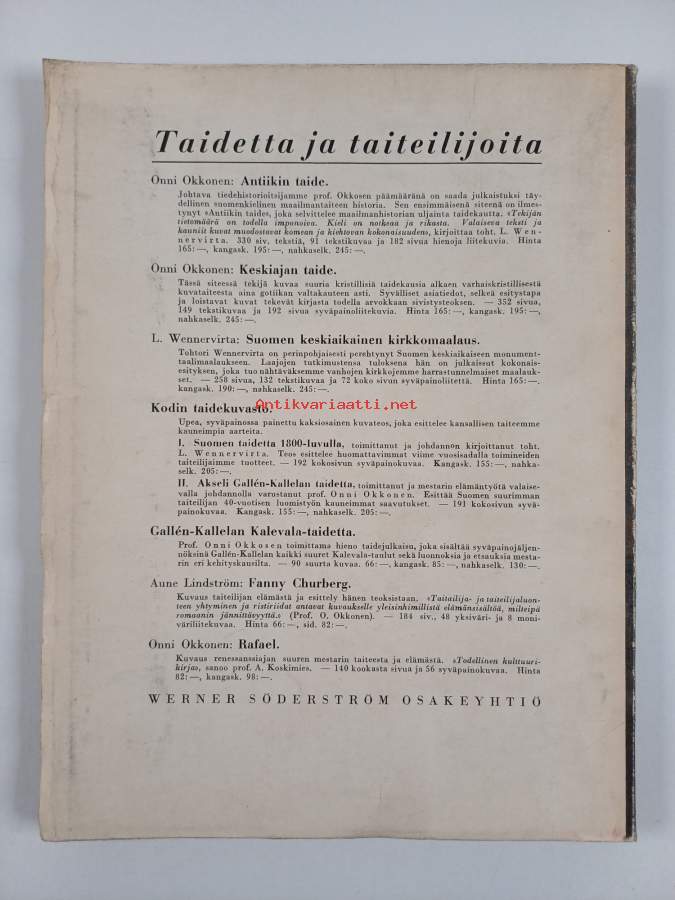 Taidetta ja taiteilijoita
Onni Okkonen: Antiikin taide.
Johtava tiedehistorioitsijamme prof. Okkosen päämääränä on saada julkaistuksi täy-
dellinen suomenkielinen maailmantaiteen historia. Sen ensimmäisenä siteenä on ilmes-
tynyt »Antiikin taide», joka selvittelee maailmanhistorian uljainta taidekautta. »Tekijän
tietomäärä on todella imponoiva. Kieli on notkeaa ja rikasta. Valaiseva teksti ja
kauniit kuvat muodostavat komean ja kiehtovan kokonaisuuden», kirjoittaa toht. L. Wen-
nervirta. 330 siv. tekstiä, 91 tekstikuvaa ja 182 sivua hienoja liitekuvia. Hinta
165: —, kangask. 195: —, nahkaselk. 245: —.
Onni Okkonen: Keskiajan taide.
Tässä siteessä tekijä kuvaa suuria kristillisiä taidekausia alkaen varhaiskristillisestä
kuvataiteesta aina gotiikan valtakauteen asti. Syvälliset asiatiedot, selkeä esitystapa
ja loistavat kuvat tekevät kirjasta todella arvokkaan sivistysteoksen. — 352 sivua,
149 tekstikuvaa ja 192 sivua syväpainoliitekuvia. Hinta 165: —, kangask. 195: —,
nahkaselk. 245: —.
L. Wennervirta: Suomen keskiaikainen kirkkomaalaus.
Tohtori Wennervirta on perinpohjaisesti perehtynyt Suomen keskiaikaiseen monument-
taalimaalaukseen. Laajojen tutkimustensa tuloksena hän on julkaissut kokonais-
esityksen, joka tuo nähtäväksemme vanhojen kirkkojemme harrastunnelmaiset maalauk-
set. — 258 sivua, 132 tekstikuvaa ja 72 koko sivun syväpainoliitettä. Hinta 165: —.
kangask. 190: —, nahkaselk. 245: —.
Antikvariaatti.net
Kodin taidekuvasto.
Upea, syväpainossa painettu kaksiosainen kuvateos, joka esittelee kansallisen taiteemme
kauneimpia aarteita.
I. Suomen taidetta 1800-luvulla, toimittanut ja johdannon kirjoittanut toht.
L. Wennervirta. Teos esittelee huomattavimmat viime vuosisadalla toimineiden
taiteilijaimme tuotteet. — 192 kokosivun syväpainokuvaa. Kangask. 155: —, nahka-
selk. 205: —.
II. Akseli Gallén-Kallelan taidetta, toimittanut ja mestarin elämäntyötä valaise-
valla johdannolla varustanut prof. Onni Okkonen. Esittää Suomen suurimman
taiteilijan 40-vuotisen luomistyön kauneimmat saavutukset. — 191 kokosivun syvä-
painokuvaa. Kangask. 155: —, nahkaselk. 205: —.
Gallén-Kallelan Kalevala-taidetta.
Prof. Onni Okkosen toimittama hieno taidejulkaisu, joka sisältää syväpainojäljen-
nöksinä Gallén-Kallelan kaikki suuret Kalevala-taulut sekä luonnoksia ja etsauksia mesta-
rin eri kehityskausilta. — 90 suurta kuvaa. 66: —, kangask. 85: —, nahkaselk. 130: —.
Aune Lindström: Fanny Churberg.
Kuvaus taiteilijan elämästä ja esittely hänen teoksistaan. »Taitailija- ja taiteilijaluon-
teen yhtyminen ja ristiriidat antavat kuvaukselle yleisinhimillistä elämänsisältöä, milteipä
romaanin jännittävyyttä.» (Prof. O. Okkonen). — 184 siv., 48 yksiväri- ja 8 moni-
väriliitekuvaa. Hinta 66: —, sid. 82: —.
Onni Okkonen: Rafael.
Kuvaus renessanssiajan suuren mestarin taiteesta ja elämästä. »Todellinen kulttuuri-
kirja», sanoo prof. A. Koskimies. — 140 kookasta sivua ja 56 syväpainokuvaa. Hinta
82: —, kangask. 98: —.
WERNER SÖDERSTRÖM OSAKEYHTIÖ